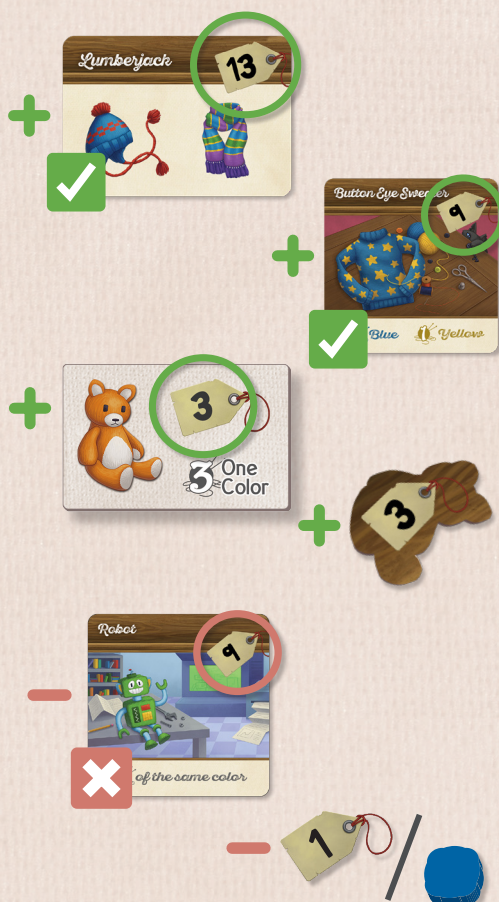 Lumberjack
13
+
Button Eye Sweater
9
+
Blue
1 Yellow
+
3
3 One
Color
+
3
Robot
9
-
of the same color
-
1
/